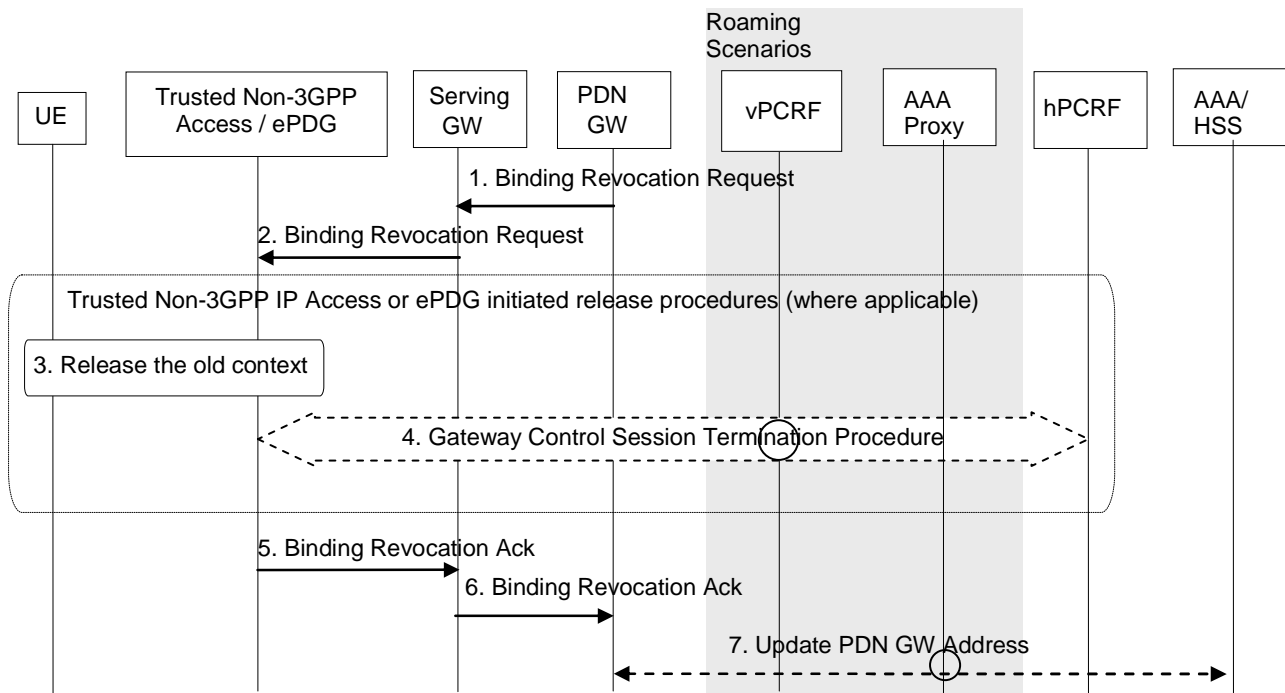 Roaming
Scenarios
UE
Trusted Non-3GPP
Access / ePDG
Serving
GW
PDN
GW
vPCRF
AAA
Proxy
hPCRF
AAA/
HSS
1. Binding Revocation Request
2. Binding Revocation Request
Trusted Non-3GPP IP Access or ePDG initiated release procedures (where applicable)
3. Release the old context
4. Gateway Control Session Termination Procedure
5. Binding Revocation Ack
6. Binding Revocation Ack
7. Update PDN GW Address